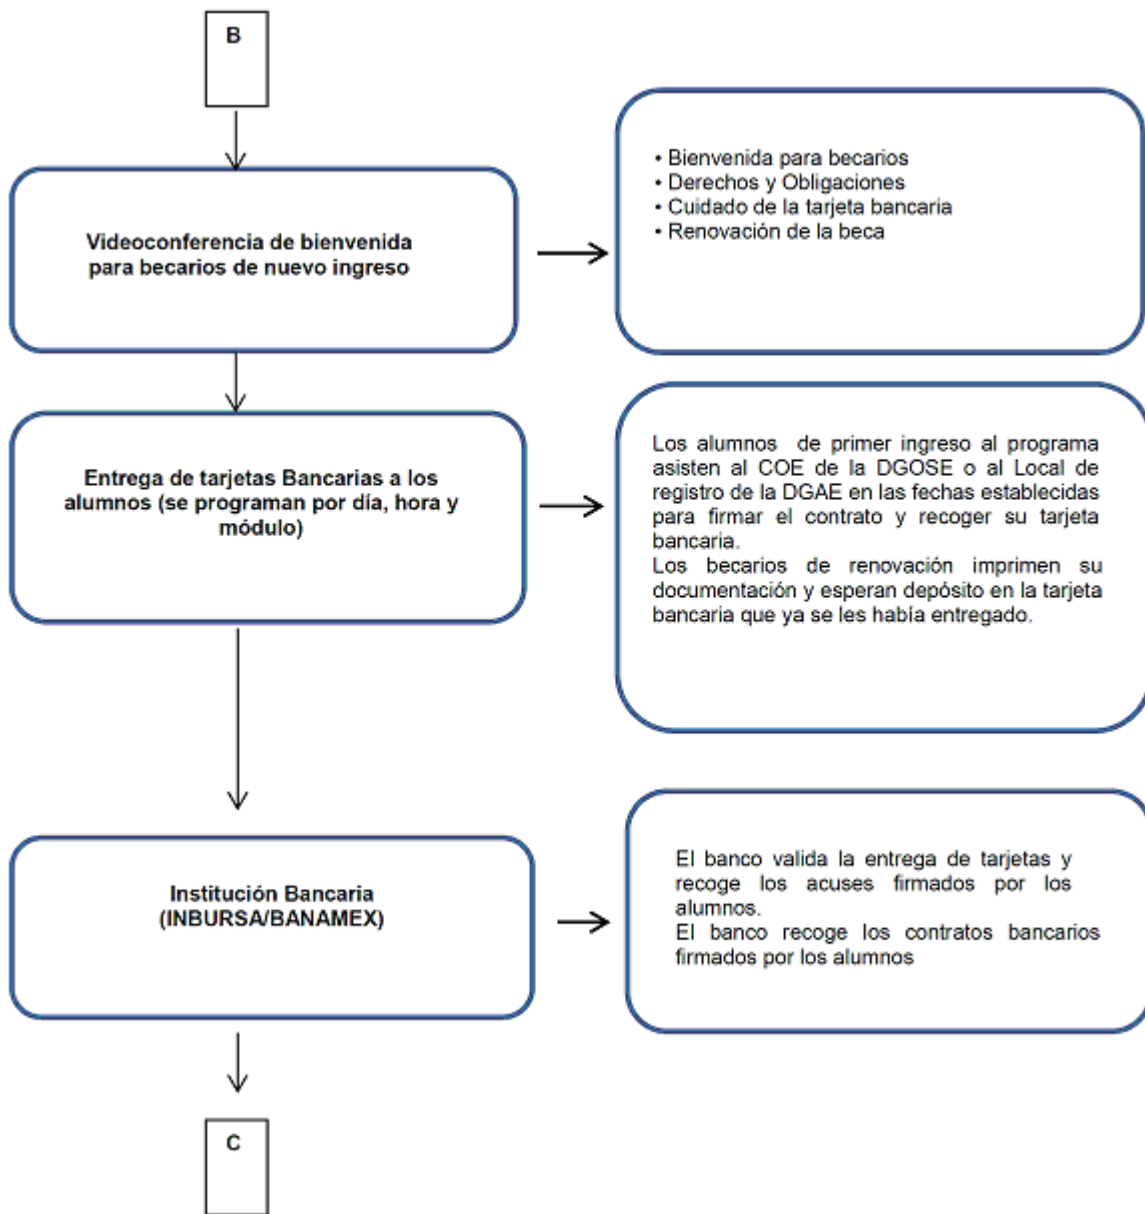 B
Videoconferencia de bienvenida
para becarios de nuevo ingreso
• Bienvenida para becarios
• Derechos y Obligaciones
• Cuidado de la tarjeta bancaria
• Renovación de la beca
Entrega de tarjetas Bancarias a los
alumnos (se programan por día, hora y
módulo)
Los alumnos de primer ingreso al programa
asisten al COE de la DGOSE o al Local de
registro de la DGAE en las fechas establecidas
para firmar el contrato y recoger su tarjeta
bancaria.
Los becarios de renovación imprimen su
documentación y esperan depósito en la tarjeta
bancaria que ya se les había entregado.
Institución Bancaria
(INBURSA/BANAMEX)
El banco valida la entrega de tarjetas y
recoge los acuses firmados por los
alumnos.
El banco recoge los contratos bancarios
firmados por los alumnos
C